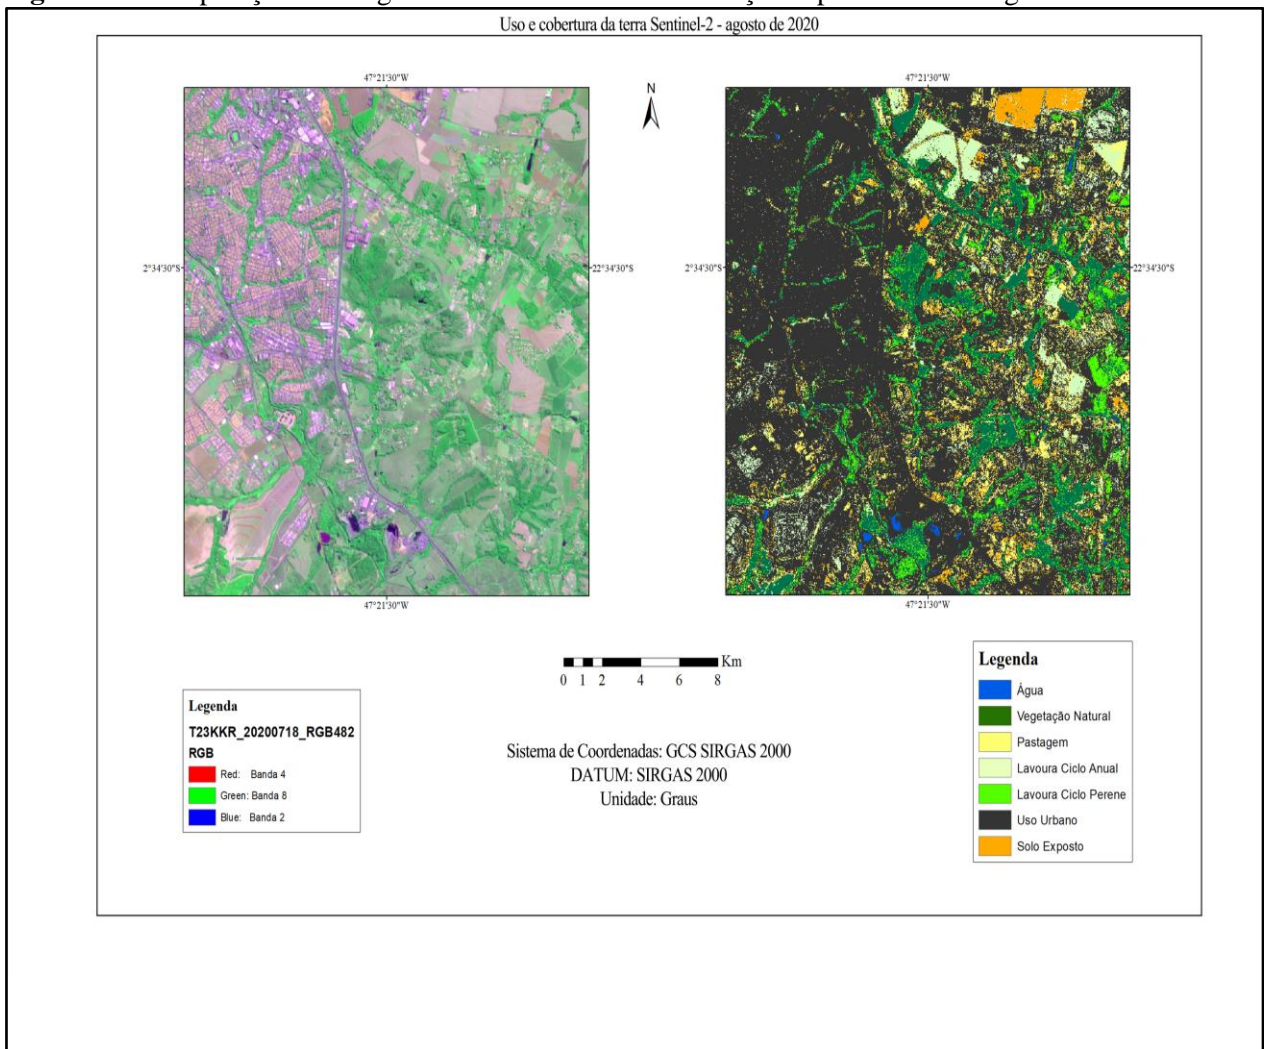 Uso e cobertura da terra Sentinel-2 - agosto de 2020
47°21'30"W
N
47°21'30"W
2°34'30"S
22°34'30"S
2°34'30"S
22°34'30"S
47°21'30"W
47°21'30"W
Km
0 1 2 4 6 8
Legenda
T23KKR_20200718_RGB482
RGB
Red: Banda 4
Green: Banda 8
Blue: Banda 2
Sistema de Coordenadas: GCS SIRGAS 2000
DATUM: SIRGAS 2000
Unidade: Graus
Legenda
Água
Vegetação Natural
Pastagem
Lavoura Ciclo Anual
Lavoura Ciclo Perene
Uso Urbano
Solo Exposto